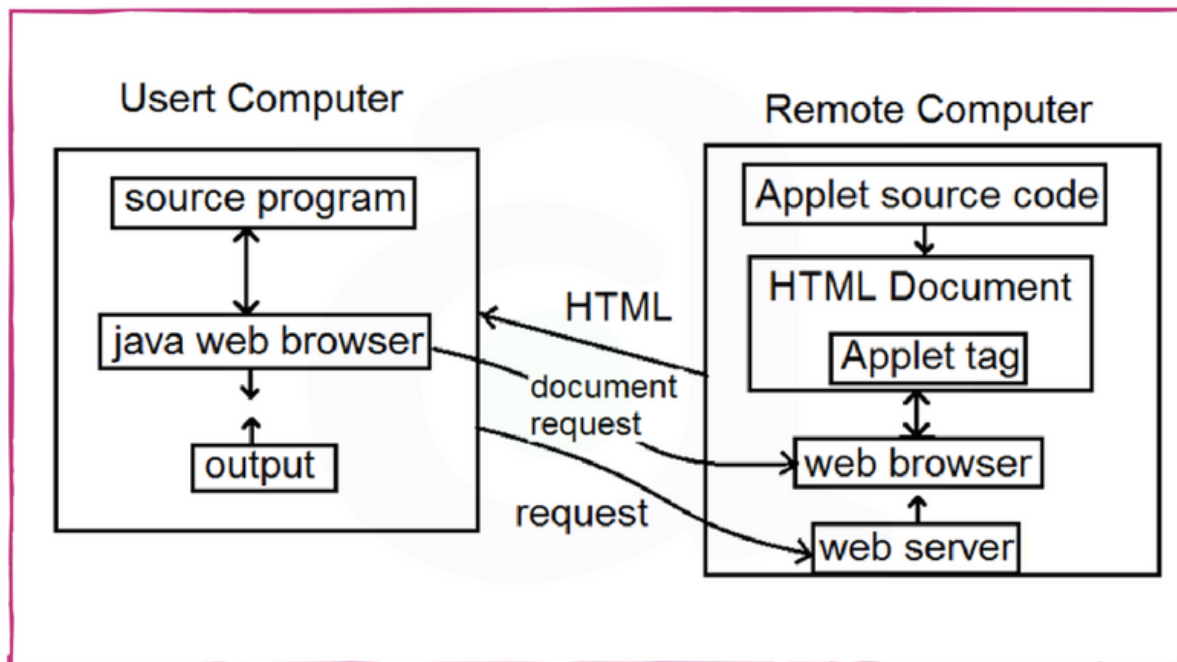 Usert Computer
source program
java web browser
output
HTML
document
request
request
Remote Computer
Applet source code
HTML Document
Applet tag
web browser
web server